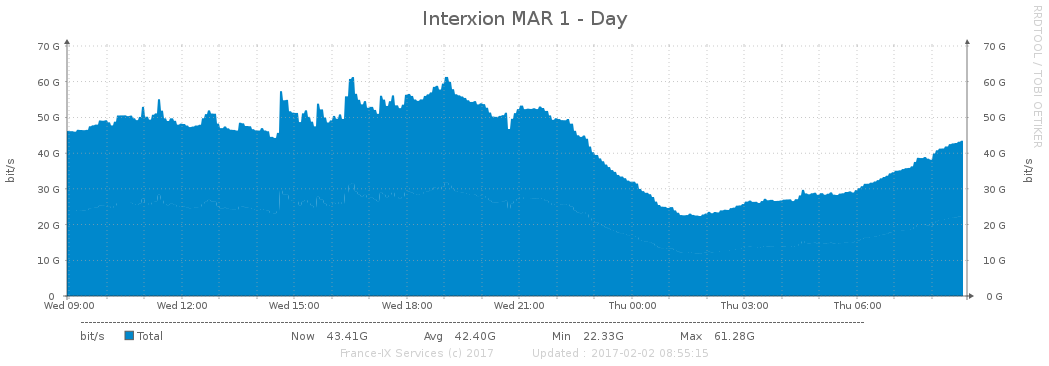 Interxion MAR 1 - Day
RRDTOOL / TOBI OETIKER
bit/s
bit/s
70 G 70 G
60 G 60 G
50 G 50 G
40 G 40 G
30 G 30 G
20 G 20 G
10 G 10 G
0 0 G
Wed 09:00 Wed 12:00 Wed 15:00 Wed 18:00 Wed 21:00 Thu 00:00 Thu 03:00 Thu 06:00
bit/s Total Now 43.41G Avg 42.40G Min 22.33G Max 61.28G
France-IX Services (c) 2017 Updated : 2017-02-02 08:55:15